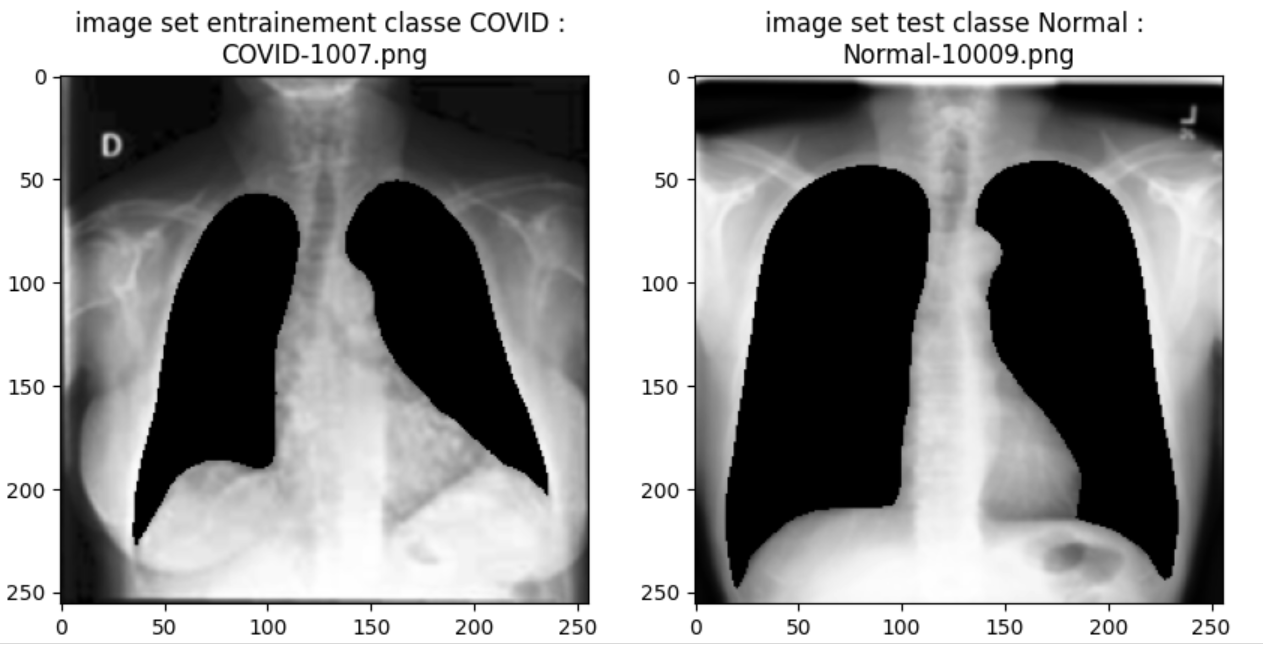 image set entrainement classe COVID :
COVID-1007.png
image set test classe Normal :
Normal-10009.png
0
50
100
150
200
250
0 50 100 150 200 250
D
0
50
100
150
200
250
0 50 100 150 200 250
L